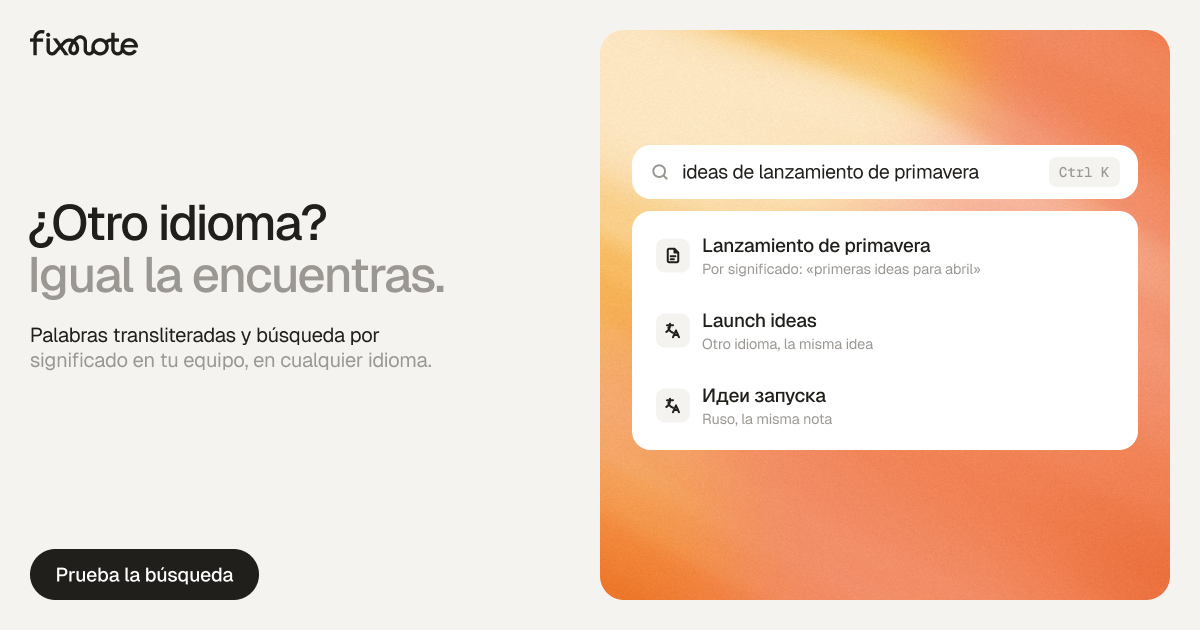 fixnote
¿Otro idioma?
Igual la encuentras.
Palabras transliteradas y búsqueda por
significado en tu equipo, en cualquier idioma.
Prueba la búsqueda
ideas de lanzamiento de primavera
Ctrl K
Lanzamiento de primavera
Por significado: «primeras ideas para abril»
Launch ideas
Otro idioma, la misma idea
Идеи запуска
Ruso, la misma nota